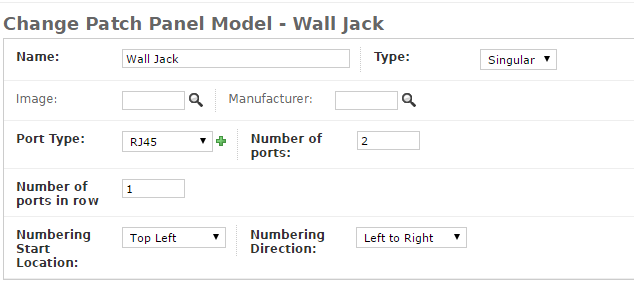 Change Patch Panel Model - Wall Jack
Name: Wall Jack Type: Singular
Image: Manufacturer:
Port Type: RJ45 Number of ports: 2
Number of ports in row 1
Numbering Start Location: Top Left Numbering Direction: Left to Right